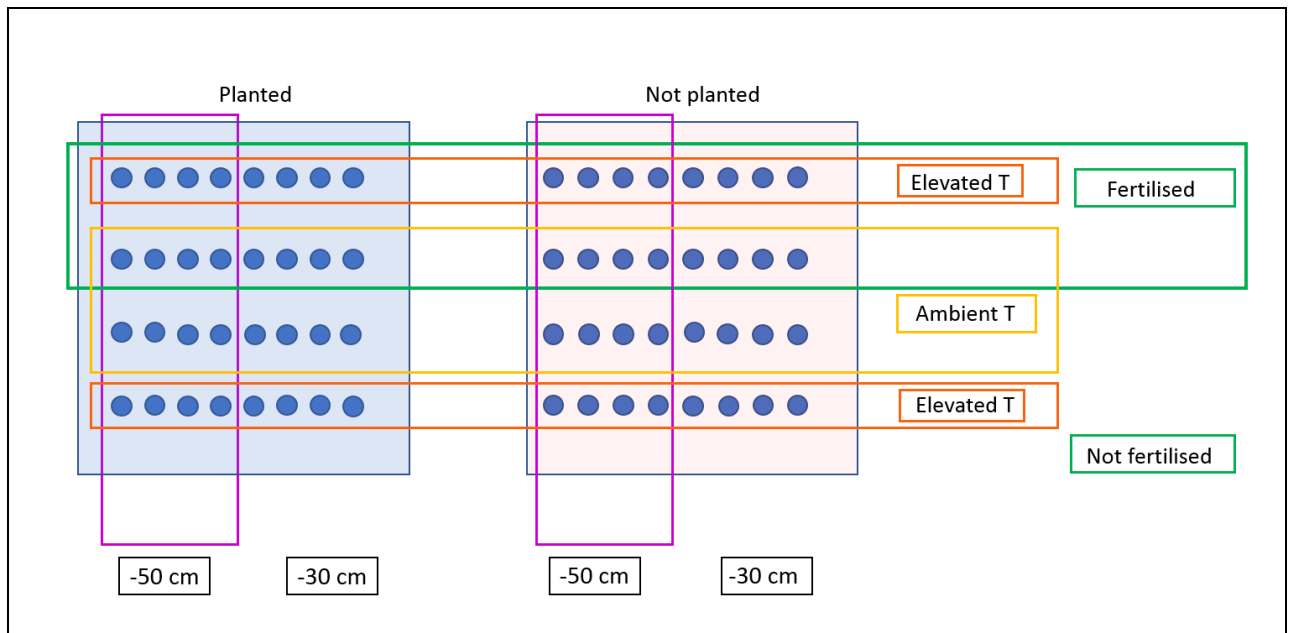 Planted
Not planted
Elevated T
Fertilised
Ambient T
Elevated T
Not fertilised
-50 cm
-30 cm
-50 cm
-30 cm